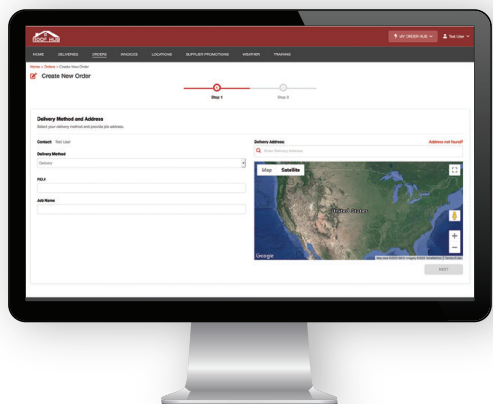 ROOF HUB
MY ORDER HUB
Test User
HOME DELIVERIES ORDERS INVOICES LOCATIONS SUPPLIER PROMOTIONS WEATHER TRAINING
Home > Orders > Create New Order
Create New Order
Step 1 Step 2
Delivery Method and Address
Select your delivery method and provide job address.
Contact Test User
Delivery Method
Delivery
P.O.#
Job Name
Delivery Address: Address not found?
Enter Delivery Address
Map Satellite
United States
Google
NEXT